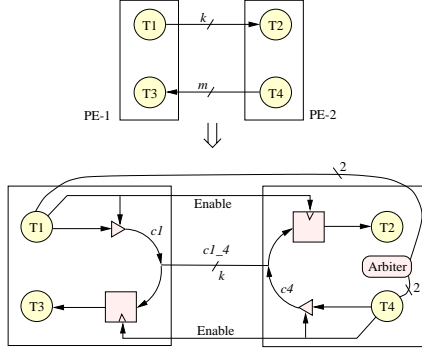 T1 k T2
T3 m T4
PE-1 PE-2
2
T1 Enable T2
c1 c1_4 Arbiter
k c4 2
T3 T4
Enable